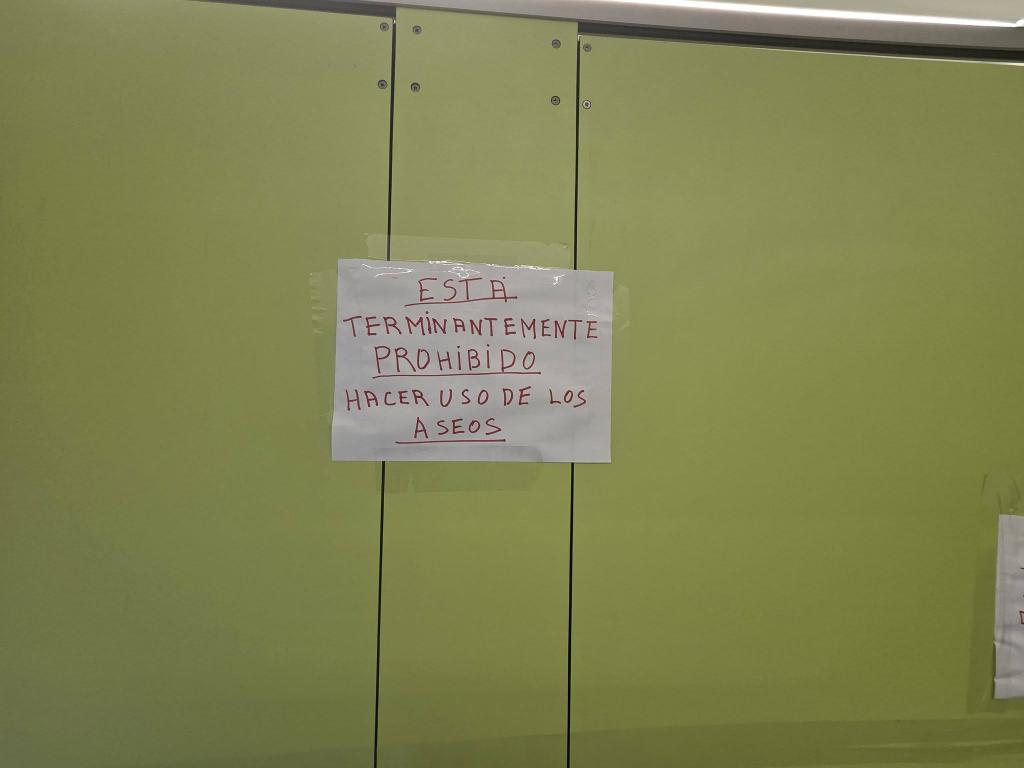 ESTÁ
TERMINANTEMENTE
PROHIBIDO
HACER USO DE LOS
ASEOS